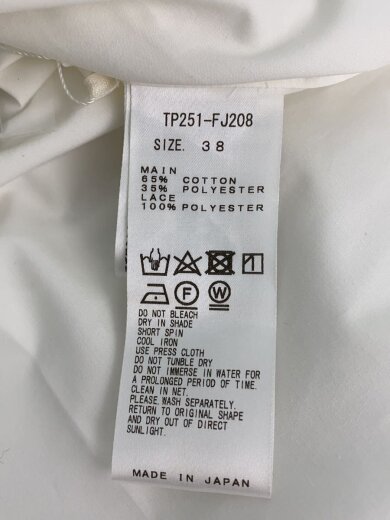 TP251-FJ208
SIZE. 38
MAIN
65% COTTON
35% POLYESTER
LACE
100% POLYESTER
F W
DO NOT BLEACH
DRY IN SHADE
SHORT SPIN
COOL IRON
USE PRESS CLOTH
DO NOT TUMBLE DRY
DO NOT IMMERSE IN WATER FOR
A PROLONGED PERIOD OF TIME.
CLEAN IN NET.
PLEASE.WASH SEPARATELY.
RETURN TO ORIGINAL SHAPE
AND DRY OUT OF DIRECT
SUNLIGHT.
MADE IN JAPAN